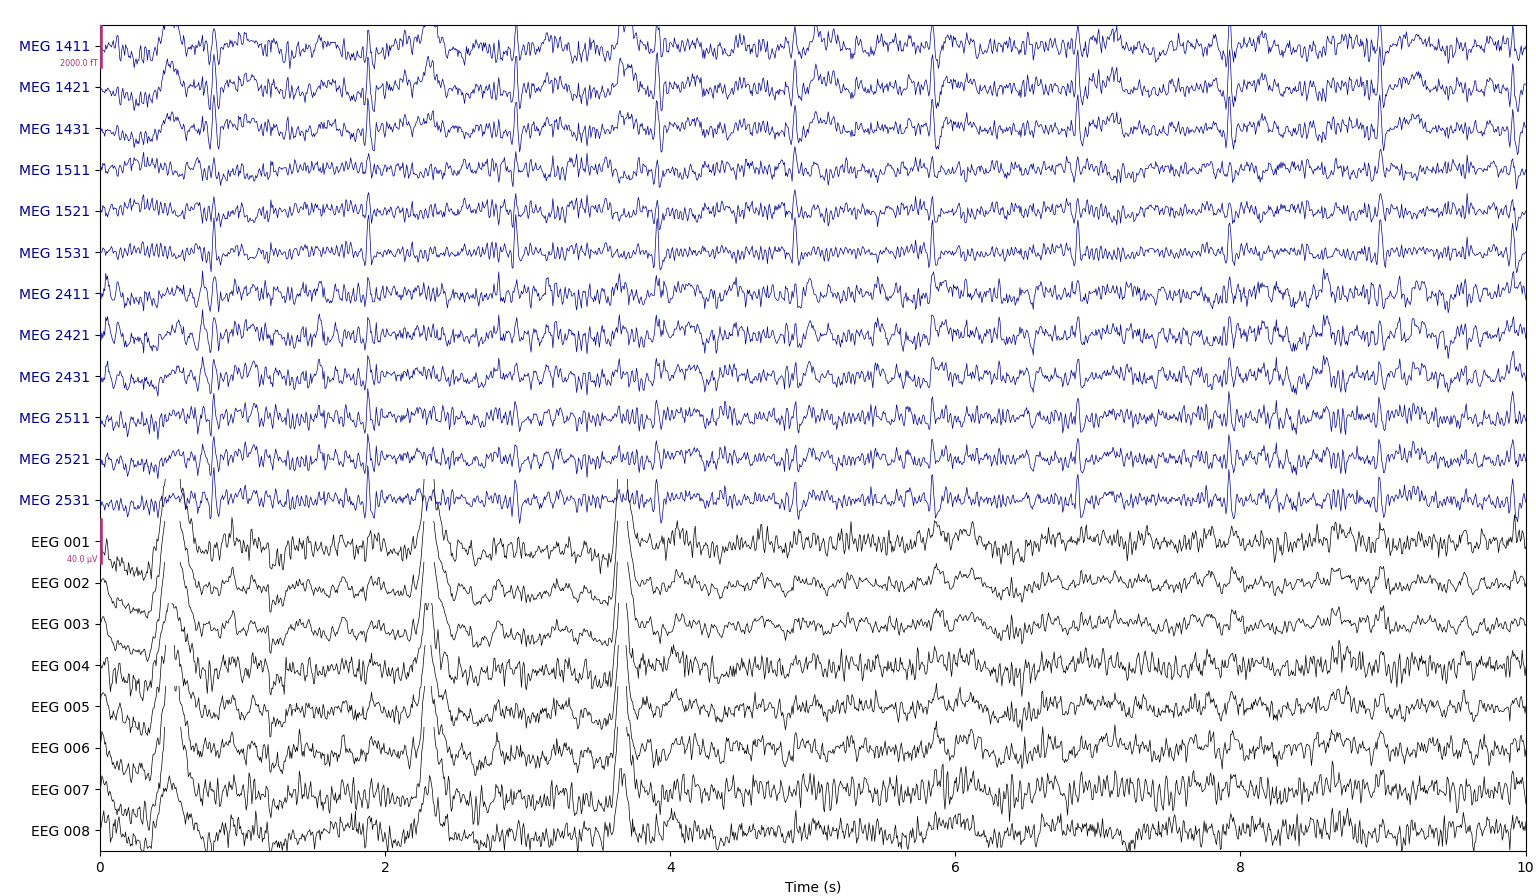 MEG 1411
2000.0 fT
MEG 1421
MEG 1431
MEG 1511
MEG 1521
MEG 1531
MEG 2411
MEG 2421
MEG 2431
MEG 2511
MEG 2521
MEG 2531
EEG 001
40.0 µV
EEG 002
EEG 003
EEG 004
EEG 005
EEG 006
EEG 007
EEG 008
0 2 4 6 8 10
Time (s)